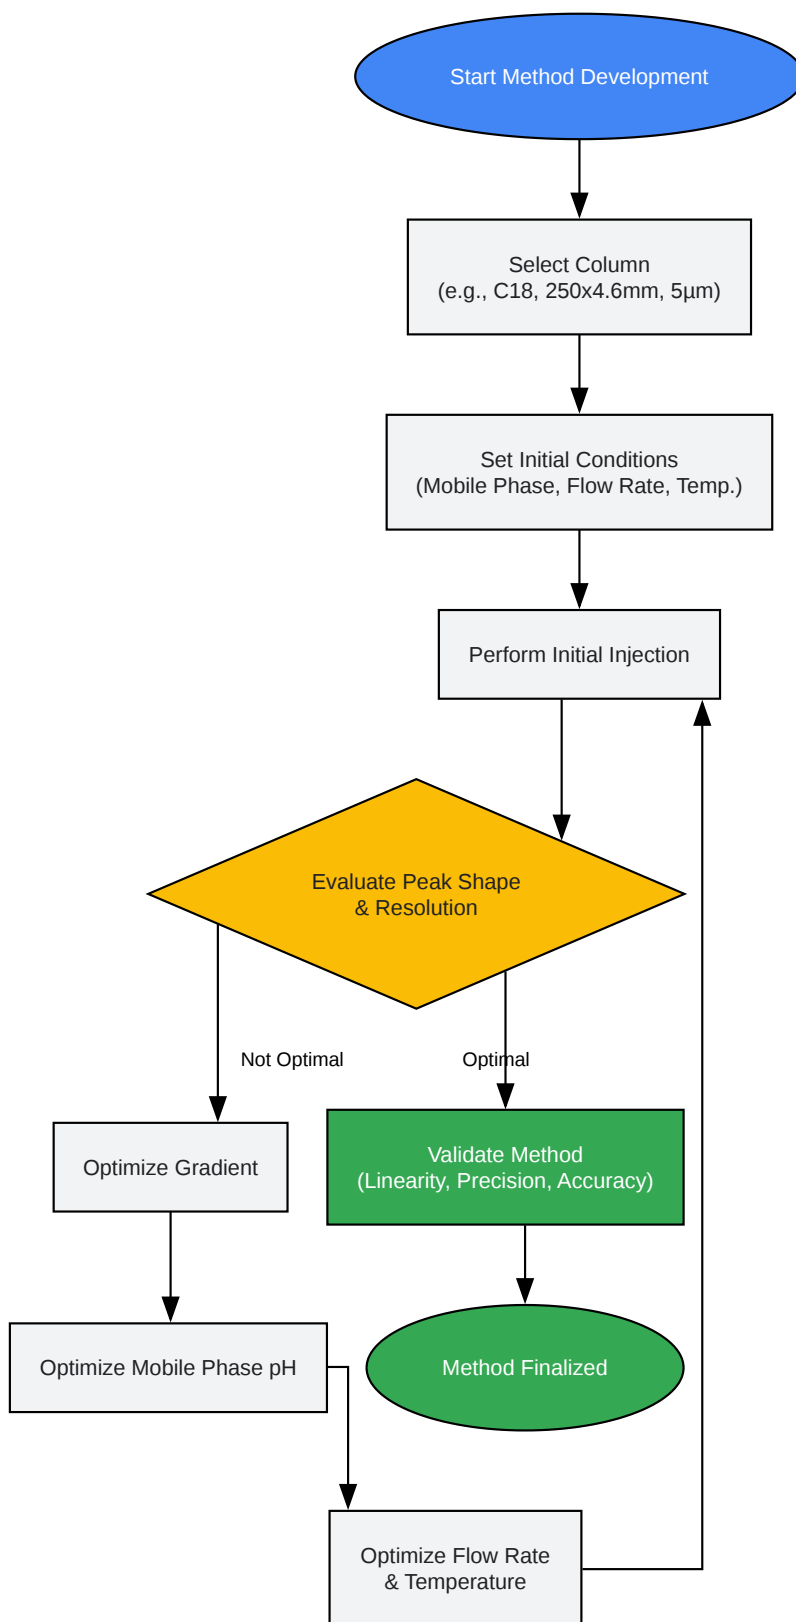 Start Method Development
Select Column
(e.g., C18, 250x4.6mm, 5µm)
Set Initial Conditions
(Mobile Phase, Flow Rate, Temp.)
Perform Initial Injection
Evaluate Peak Shape
& Resolution
Not Optimal
Optimal
Optimize Gradient
Validate Method
(Linearity, Precision, Accuracy)
Optimize Mobile Phase pH
Method Finalized
Optimize Flow Rate
& Temperature